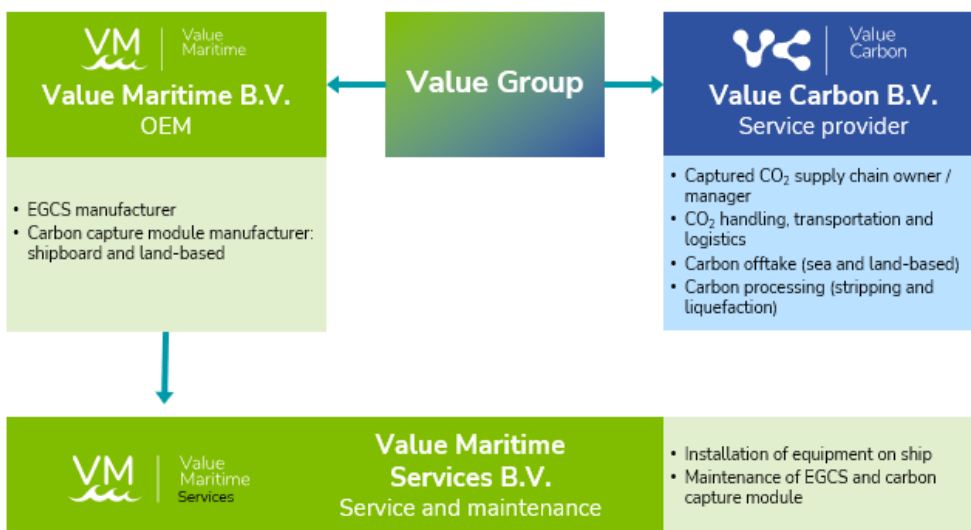 VM
Value
Maritime
Value Maritime B.V.
OEM
• EGCS manufacturer
• Carbon capture module manufacturer:
shipboard and land-based
Value Group
VC
Value
Carbon
Value Carbon B.V.
Service provider
• Captured CO₂ supply chain owner /
manager
• CO₂ handling, transportation and
logistics
• Carbon offtake (sea and land-based)
• Carbon processing (stripping and
liquefaction)
VM
Value
Maritime
Services
Value Maritime
Services B.V.
Service and maintenance
• Installation of equipment on ship
• Maintenance of EGCS and carbon
capture module